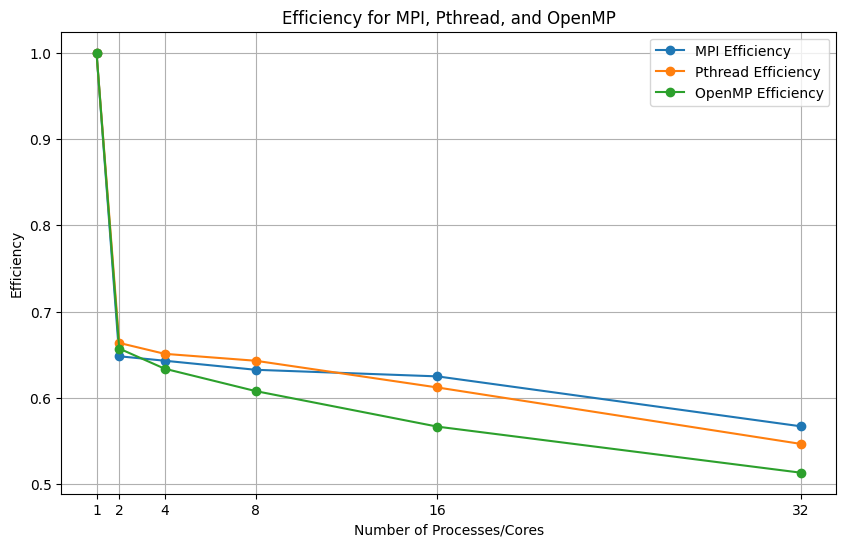 Efficiency for MPI, Pthread, and OpenMP
MPI Efficiency
Pthread Efficiency
OpenMP Efficiency
Efficiency
1.0
0.9
0.8
0.7
0.6
0.5
1 2 4 8 16 32
Number of Processes/Cores